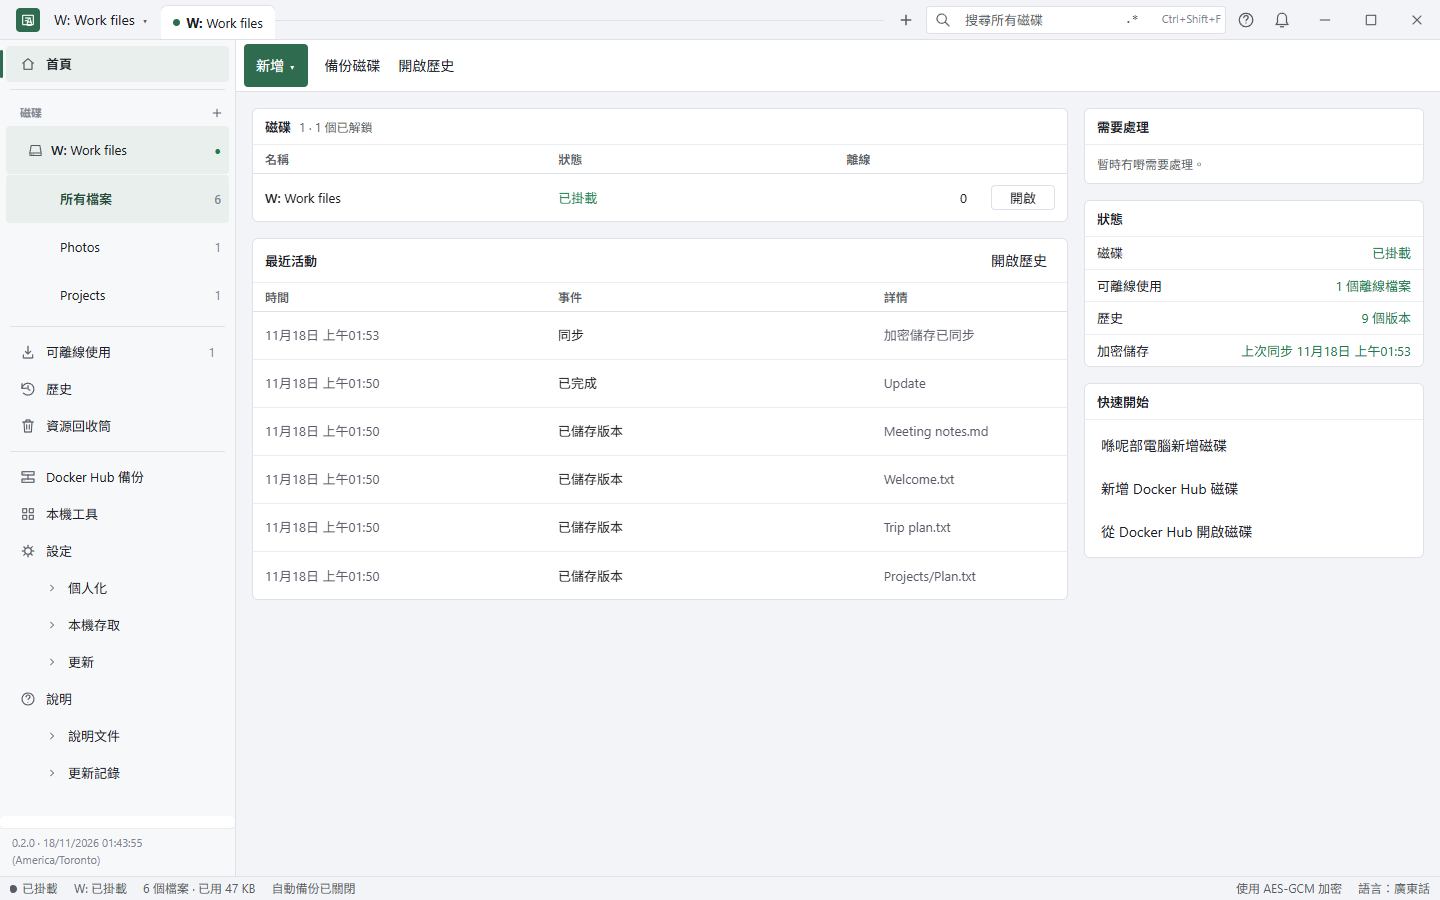 W: Work files
W: Work files
搜尋所有磁碟 .* Ctrl+Shift+F
首頁
磁碟
W: Work files
所有檔案 6
Photos 1
Projects 1
可離線使用 1
歷史
資源回收筒
Docker Hub 備份
本機工具
設定
個人化
本機存取
更新
說明
說明文件
更新記錄
0.2.0 · 18/11/2026 01:43:55
(America/Toronto)
新增 備份磁碟 開啟歷史
磁碟 1 · 1 個已解鎖
名稱 狀態 離線
W: Work files 已掛載 0 開啟
最近活動 開啟歷史
時間 事件 詳情
11月18日 上午01:53 同步 加密儲存已同步
11月18日 上午01:50 已完成 Update
11月18日 上午01:50 已儲存版本 Meeting notes.md
11月18日 上午01:50 已儲存版本 Welcome.txt
11月18日 上午01:50 已儲存版本 Trip plan.txt
11月18日 上午01:50 已儲存版本 Projects/Plan.txt
需要處理
暫時冇嘢需要處理。
狀態
磁碟 已掛載
可離線使用 1 個離線檔案
歷史 9 個版本
加密儲存 上次同步 11月18日 上午01:53
快速開始
喺呢部電腦新增磁碟
新增 Docker Hub 磁碟
從 Docker Hub 開啟磁碟
已掛載 W: 已掛載 6 個檔案 · 已用 47 KB 自動備份已關閉 使用 AES-GCM 加密 語言：廣東話